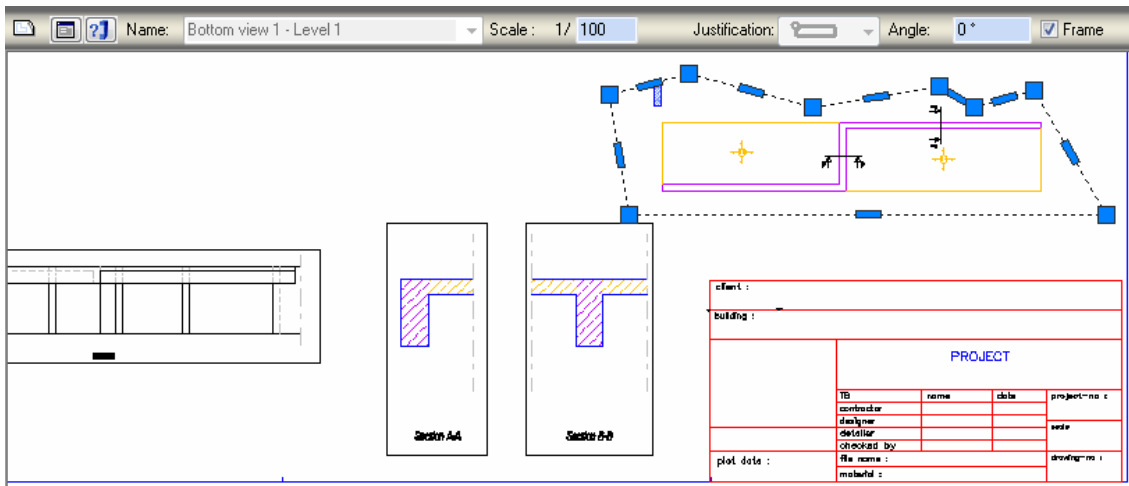 Name: Bottom view 1 - Level 1 Scale : 1/ 100 Justification: Angle: 0 ° Frame
client :
building :
PROJECT
TB name date project-no :
contractor
designer scale
detailer
checked by
plot data : file name : drawing-no :
material :
Section A-A Section B-B